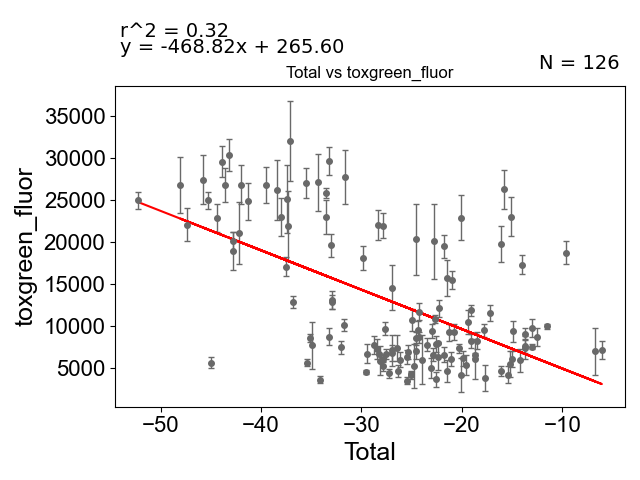 r^2 = 0.32
y = -468.82x + 265.60
N = 126
Total vs toxgreen_fluor
35000
30000
25000
20000
15000
10000
5000
toxgreen_fluor
−50
−40
−30
−20
−10
Total